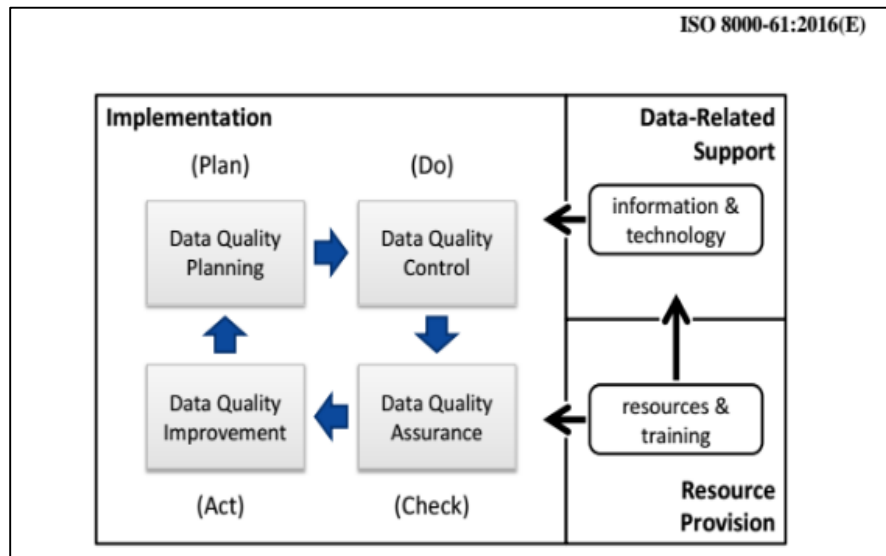 ISO 8000-61:2016(E)
Implementation
(Plan)
(Do)
Data Quality
Planning
Data Quality
Control
Data Quality
Improvement
Data Quality
Assurance
(Act)
(Check)
Data-Related
Support
information &
technology
resources &
training
Resource
Provision